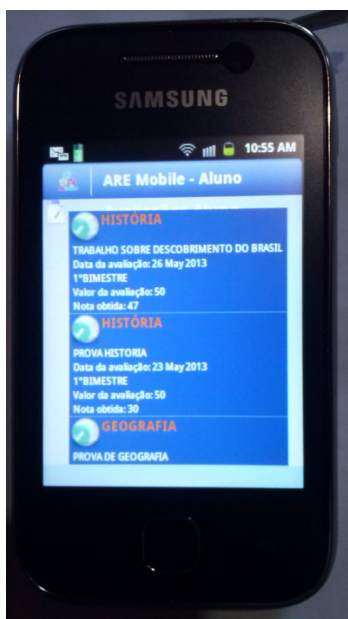 SAMSUNG
10:55 AM
ARE Mobile - Aluno
Avaliações Aluno
HISTÓRIA
TRABALHO SOBRE DESCOBRIMENTO DO BRASIL
Data da avaliação: 26 May 2013
1°BIMESTRE
Valor da avaliação: 50
Nota obtida: 47
HISTÓRIA
PROVA HISTORIA
Data da avaliação: 23 May 2013
1°BIMESTRE
Valor da avaliação: 50
Nota obtida: 30
GEOGRAFIA
PROVA DE GEOGRAFIA